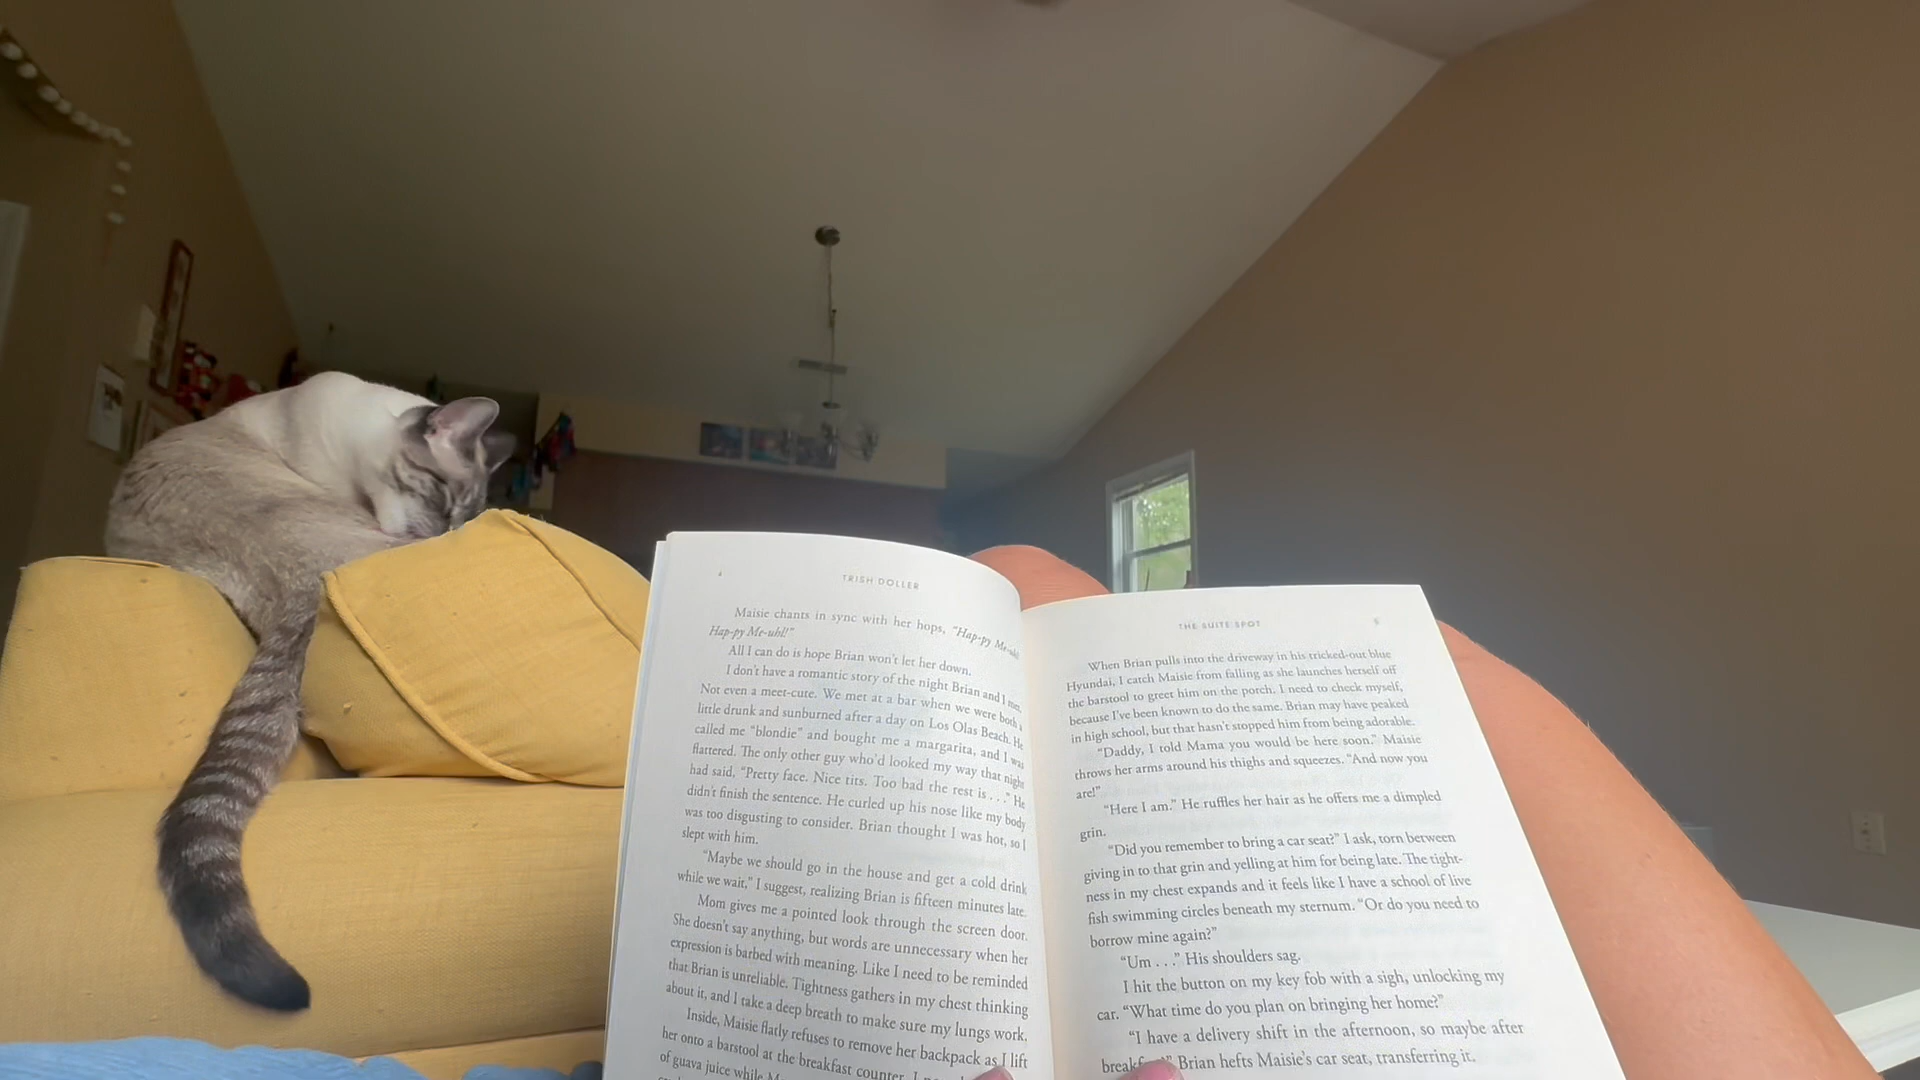 TRISH DOLLER
Maisie chants in sync with her hops, "Hap-py Me-uhl!
Hap-py Me-uhl!"
All I can do is hope Brian won't let her down.
I don't have a romantic story of the night Brian and I met.
Not even a meet-cute. We met at a bar when we were both a
little drunk and sunburned after a day on Los Olas Beach. He
called me "blondie" and bought me a margarita, and I was
flattered. The only other guy who'd looked my way that night
had said, "Pretty face. Nice tits. Too bad the rest is . . ." He
didn't finish the sentence. He curled up his nose like my body
was too disgusting to consider. Brian thought I was hot, so I
slept with him.
"Maybe we should go in the house and get a cold drink
while we wait," I suggest, realizing Brian is fifteen minutes late.
Mom gives me a pointed look through the screen door.
She doesn't say anything, but words are unnecessary when her
expression is barbed with meaning. Like I need to be reminded
that Brian is unreliable. Tightness gathers in my chest thinking
about it, and I take a deep breath to make sure my lungs work.
Inside, Maisie flatly refuses to remove her backpack as I lift
her onto a barstool at the breakfast counter. I
of guava juice while
THE SUITE SPOT 5
When Brian pulls into the driveway in his tricked-out blue
Hyundai, I catch Maisie from falling as she launches herself off
the barstool to greet him on the porch. I need to check myself,
because I've been known to do the same. Brian may have peaked
in high school, but that hasn't stopped him from being adorable.
"Daddy, I told Mama you would be here soon." Maisie
throws her arms around his thighs and squeezes. "And now you
are!"
"Here I am." He ruffles her hair as he offers me a dimpled
grin.
"Did you remember to bring a car seat?" I ask, torn between
giving in to that grin and yelling at him for being late. The tight-
ness in my chest expands and it feels like I have a school of live
fish swimming circles beneath my sternum. "Or do you need to
borrow mine again?"
"Um . . ." His shoulders sag.
I hit the button on my key fob with a sigh, unlocking my
car. "What time do you plan on bringing her home?"
"I have a delivery shift in the afternoon, so maybe after
Brian hefts Maisie's car seat, transferring it.